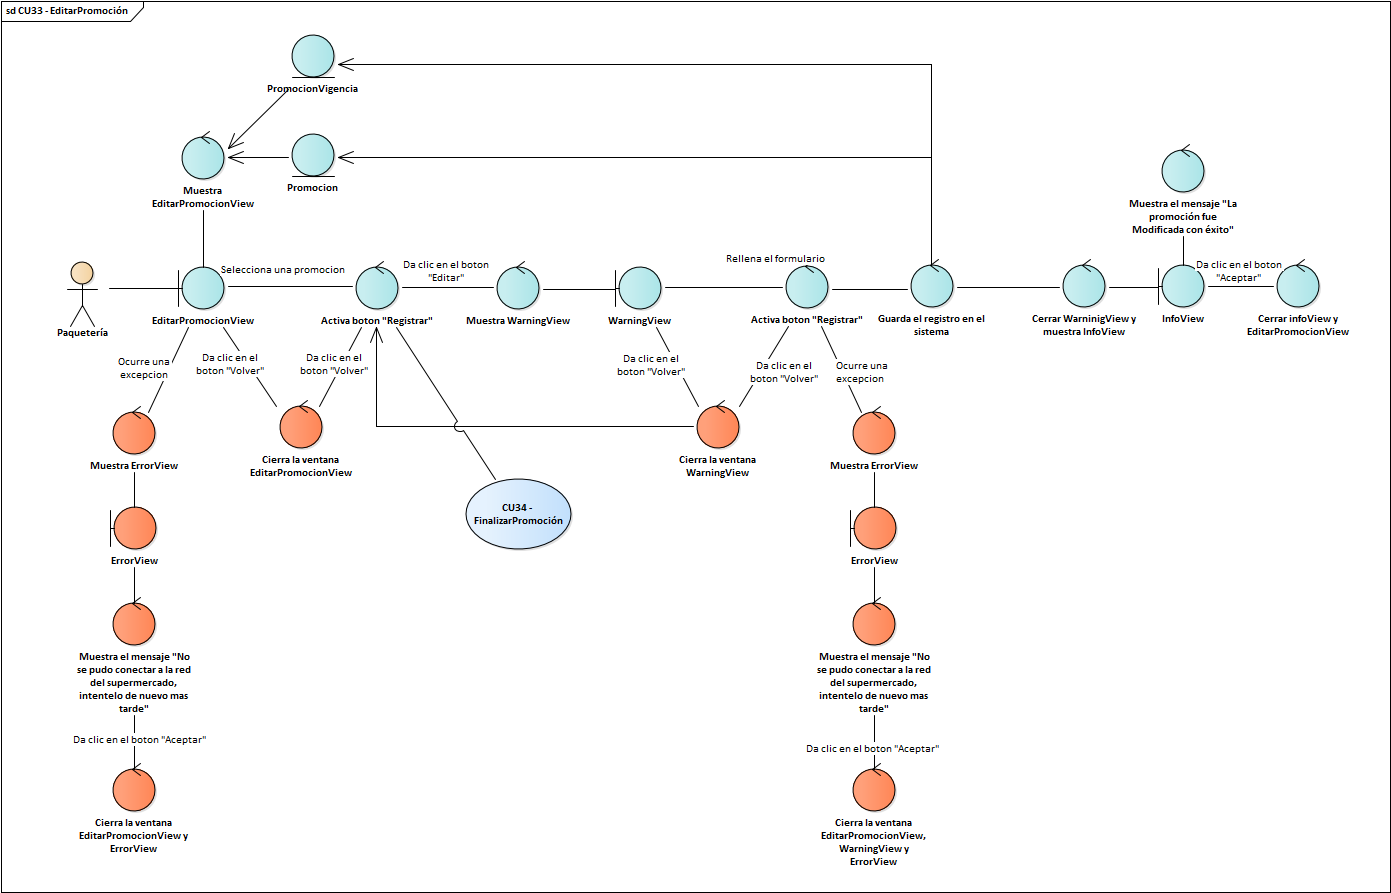 sd CU33 - EditarPromoción
PromocionVigencia
Muestra
EditarPromocionView
Promocion
Muestra el mensaje "La
promoción fue
Modificada con éxito"
Paquetería
EditarPromocionView
Selecciona una promocion
Activa boton "Registrar"
Da clic en el boton
"Editar"
Muestra WarningView
WarningView
Rellena el formulario
Activa boton "Registrar"
Guarda el registro en el
sistema
Cerrar WarninigView y
muestra InfoView
InfoView
Da clic en el boton
"Aceptar"
Cerrar infoView y
EditarPromocionView
Ocurre una
excepcion
Da clic en el
boton "Volver"
Da clic en el
boton "Volver"
Da clic en el
boton "Volver"
Da clic en el
boton "Volver"
Ocurre una
excepcion
Muestra ErrorView
Cierra la ventana
EditarPromocionView
Cierra la ventana
WarningView
Muestra ErrorView
CU34 -
FinalizarPromoción
ErrorView
ErrorView
Muestra el mensaje "No
se pudo conectar a la red
del supermercado,
intentelo de nuevo mas
tarde"
Muestra el mensaje "No
se pudo conectar a la red
del supermercado,
intentelo de nuevo mas
tarde"
Da clic en el boton "Aceptar"
Da clic en el boton "Aceptar"
Cierra la ventana
EditarPromocionView y
ErrorView
Cierra la ventana
EditarPromocionView,
WarningView y
ErrorView